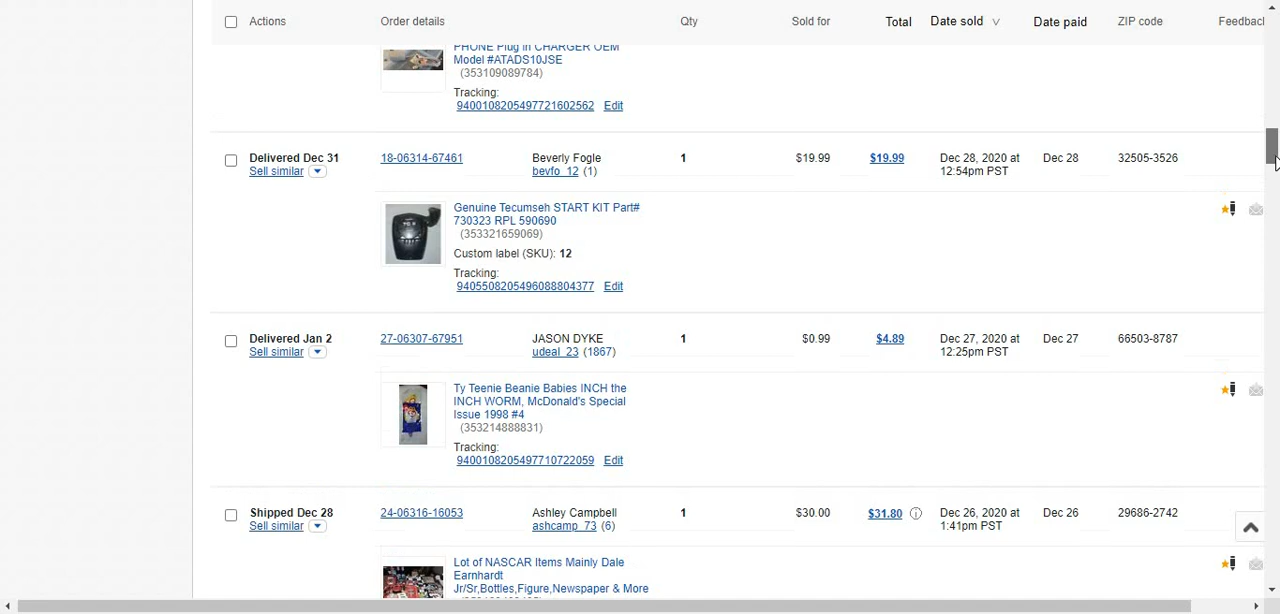 Actions
Order details
Qty
Sold for
Total
Date sold
Date paid
ZIP code
PHONE Plug in CHARGER OEM
Model #ATADS10JSE
(353109089784)
Tracking:
9400108205497721602562 Edit
Delivered Dec 31
Sell similar
18-06314-67461
Beverly Fogle
bevfo_12 (1)
1
$19.99
$19.99
Dec 28, 2020 at
12:54pm PST
Dec 28
32505-3526
Genuine Tecumseh START KIT Part#
730323 RPL 590690
(353321659069)
Custom label (SKU): 12
Tracking:
9405508205496088804377 Edit
Delivered Jan 2
Sell similar
27-06307-67951
JASON DYKE
udeal_23 (1867)
1
$0.99
$4.89
Dec 27, 2020 at
12:25pm PST
Dec 27
66503-8787
Ty Teenie Beanie Babies INCH the
INCH WORM, McDonald's Special
Issue 1998 #4
(353214888831)
Tracking:
9400108205497710722059 Edit
Shipped Dec 28
Sell similar
24-06316-16053
Ashley Campbell
ashcamp_73 (6)
1
$30.00
$31.80
Dec 26, 2020 at
1:41pm PST
Dec 26
29686-2742
Lot of NASCAR Items Mainly Dale
Earnhardt
Jr/Sr,Bottles,Figure,Newspaper & More